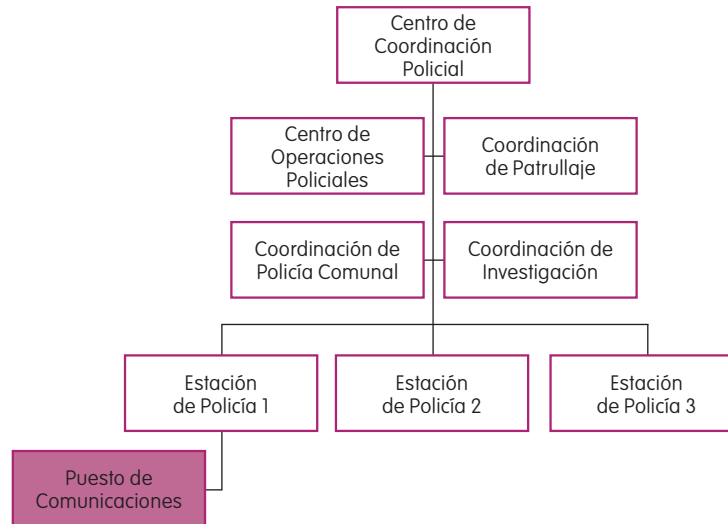 Centro de
Coordinación
Policial
Centro de
Operaciones
Policiales
Coordinación
de Patrullaje
Coordinación de
Policía Comunal
Coordinación de
Investigación
Estación
de Policía 1
Estación
de Policía 2
Estación
de Policía 3
Puesto de
Comunicaciones